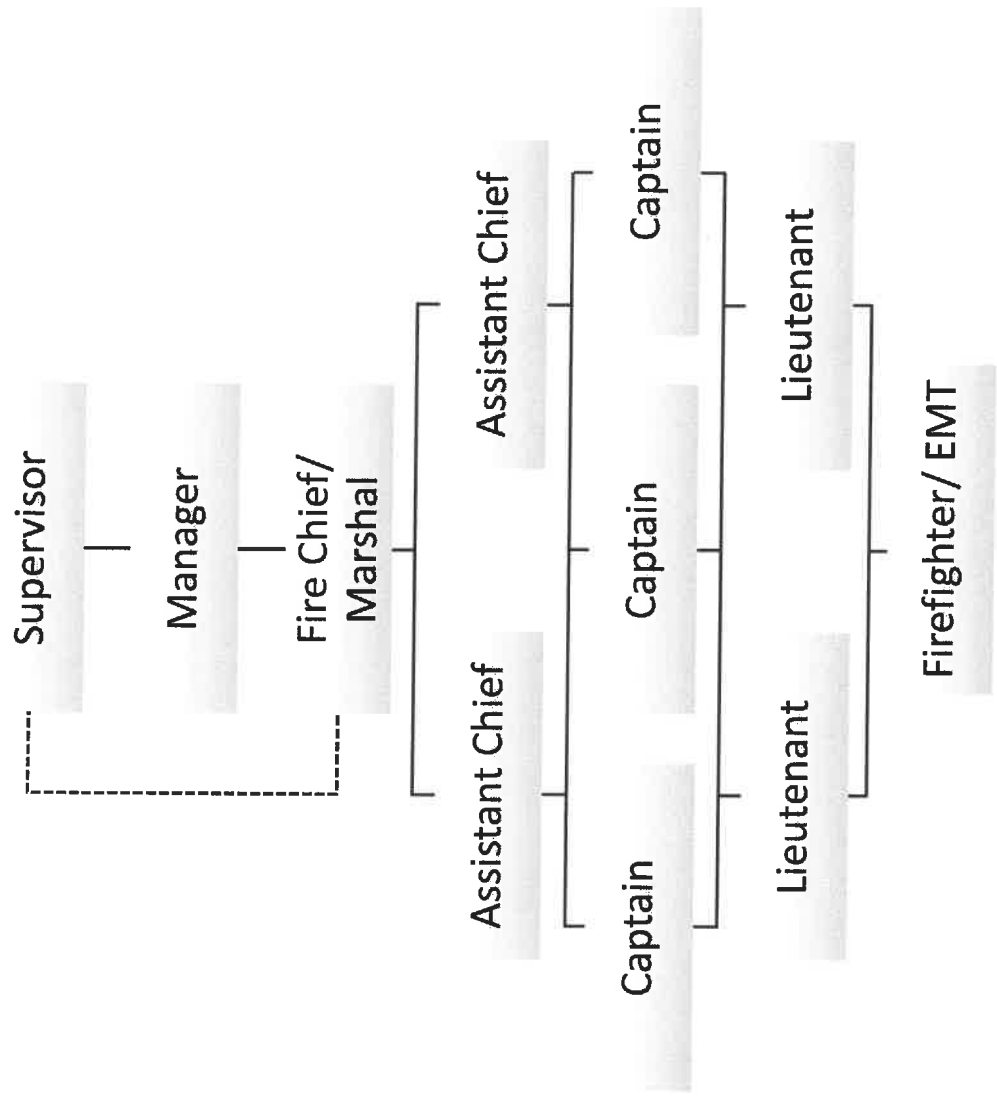 Supervisor
Manager
Fire Chief/
Marshal
Assistant Chief
Assistant Chief
Captain
Captain
Captain
Lieutenant
Lieutenant
Firefighter/ EMT